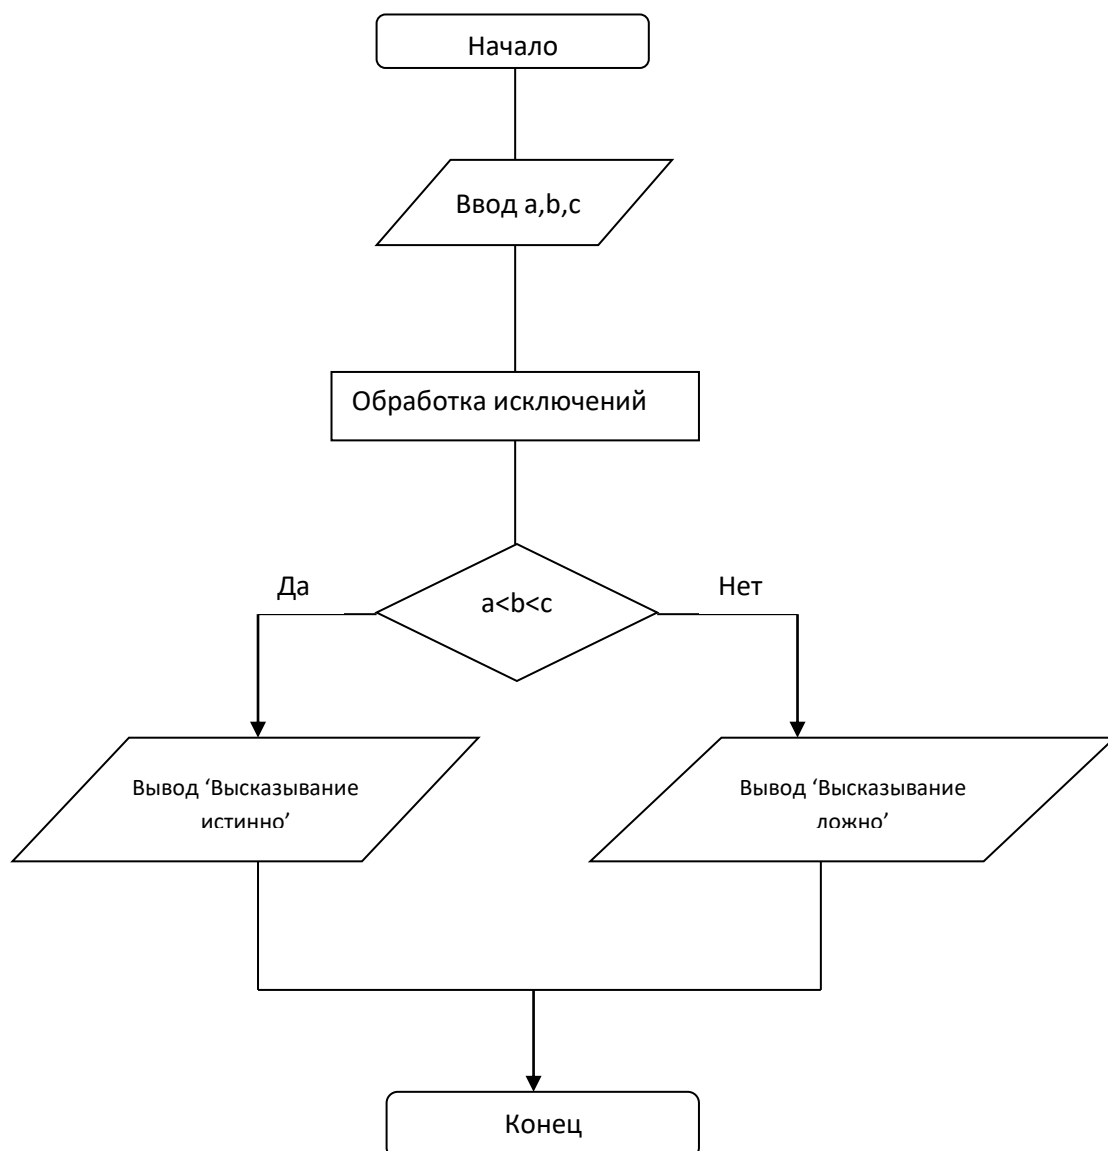 Начало
Ввод a,b,c
Обработка исключений
Да
Нет
a<b<c
Вывод ‘Высказывание
истинно’
Вывод ‘Высказывание
ложно’
Конец